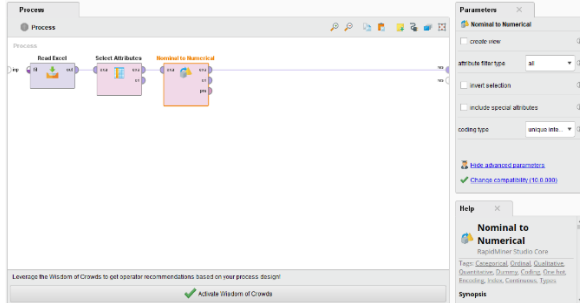 Process
Process
Process
Read Excel
Select Attributes
Nominal to Numerical
inp
fil
out
exa
exa
ori
exa
exa
ori
pre
res
res
Leverage the Wisdom of Crowds to get operator recommendations based on your process design!
Activate Wisdom of Crowds
Parameters
Nominal to Numerical
create view
attribute filter type
all
invert selection
include special attributes
coding type
unique inte...
Hide advanced parameters
Change compatibility (10.0.000)
Help
Nominal to
Numerical
RapidMiner Studio Core
Tags: Categorical, Ordinal, Qualitative,
Quantitative, Dummy, Coding, One hot,
Encoding, Index, Continuous, Types
Synopsis